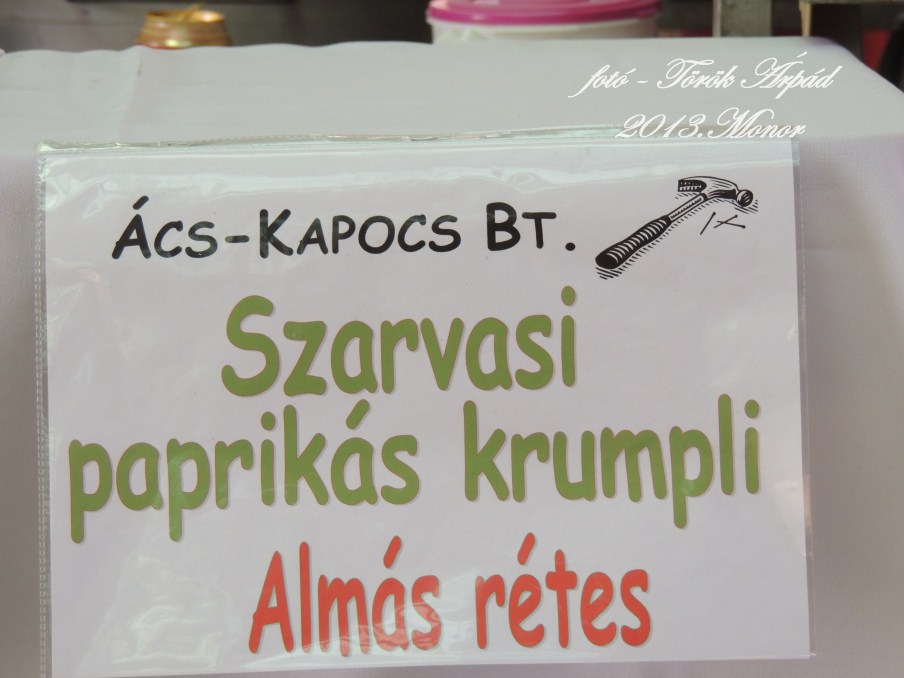 fotó - Török Árpád
2013. Monor
ÁCS-KAPOCS BT.
Szarvasi
paprikás krumpli
Almás rétes